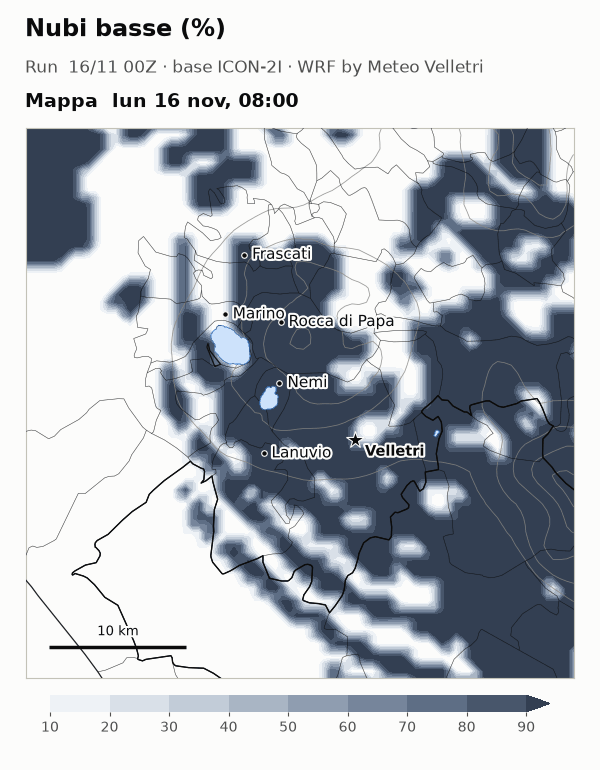 Nubi basse (%)
Run  16/11 00Z · base ICON-2I · WRF by Meteo Velletri
Mappa  lun 16 nov, 08:00
Frascati
Marino
Rocca di Papa
Nemi
Velletri
Lanuvio
10 km
10 20 30 40 50 60 70 80 90